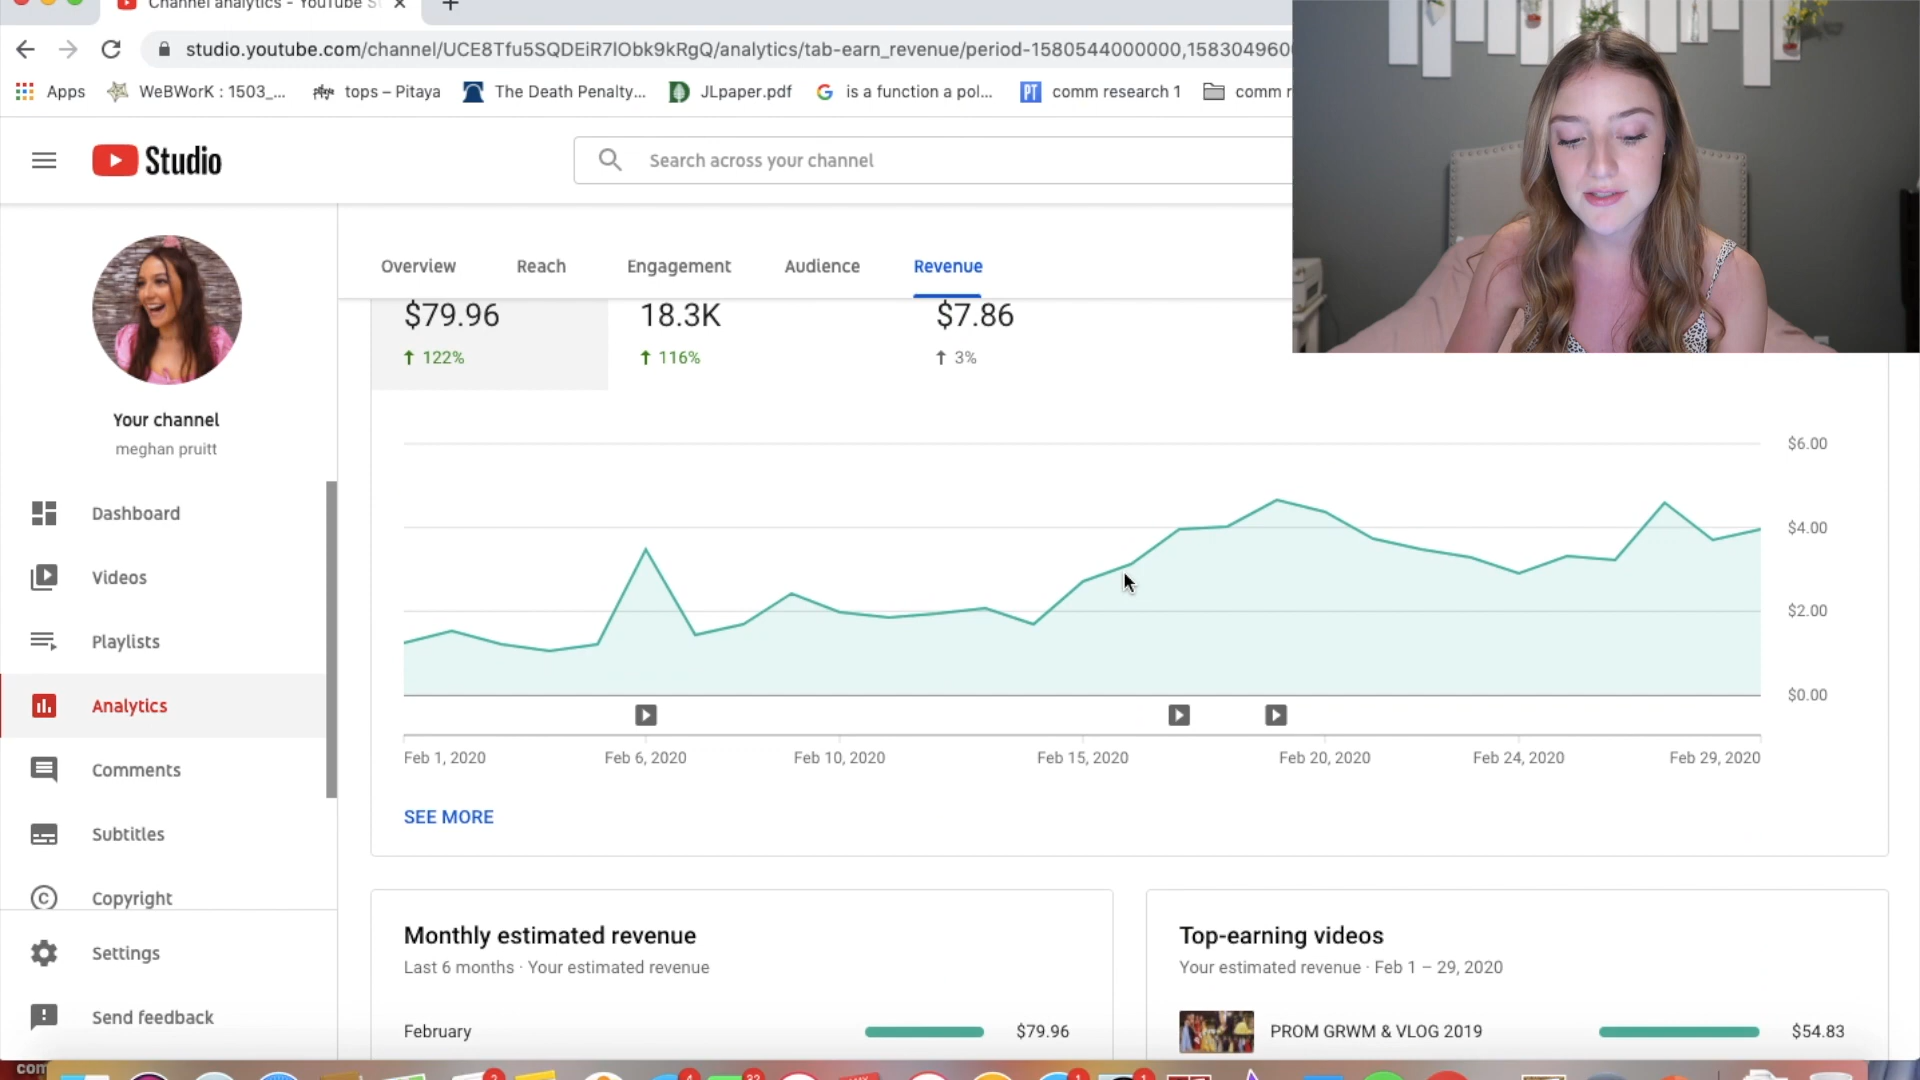 Channel analytics - YouTube S
studio.youtube.com/channel/UCE8Tfu5SQDEiR7lObk9kRgQ/analytics/tab-earn_revenue/period-1580544000000,158304960
Apps WeBWorK : 1503_... tops – Pitaya The Death Penalty... JLpaper.pdf is a function a pol... PT comm research 1 comm r
Studio
Search across your channel
Overview Reach Engagement Audience Revenue
$79.96 18.3K $7.86
122% 116% 3%
Your channel
meghan pruitt
Dashboard
Videos
Playlists
Analytics
Comments
Subtitles
Copyright
Settings
Send feedback
$6.00
$4.00
$2.00
$0.00
Feb 1, 2020 Feb 6, 2020 Feb 10, 2020 Feb 15, 2020 Feb 20, 2020 Feb 24, 2020 Feb 29, 2020
SEE MORE
Monthly estimated revenue
Last 6 months · Your estimated revenue
February $79.96
Top-earning videos
Your estimated revenue · Feb 1 – 29, 2020
PROM GRWM & VLOG 2019 $54.83
com